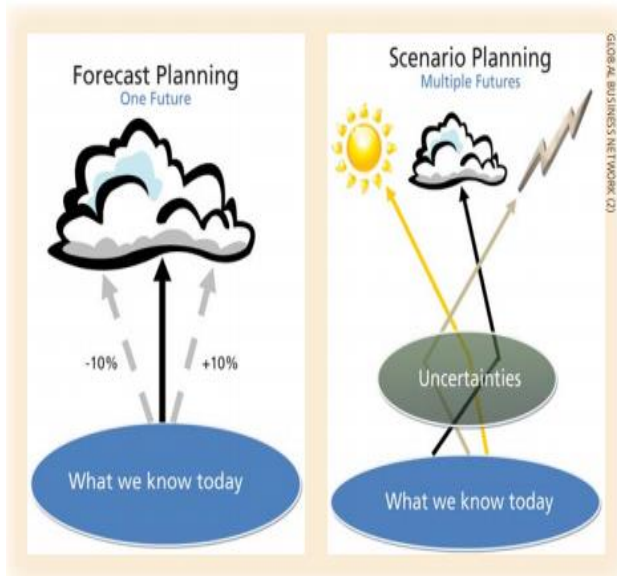 Forecast Planning
One Future
-10%
+10%
What we know today
Scenario Planning
Multiple Futures
Uncertainties
What we know today
GLOBAL BUSINESS NETWORK (2)